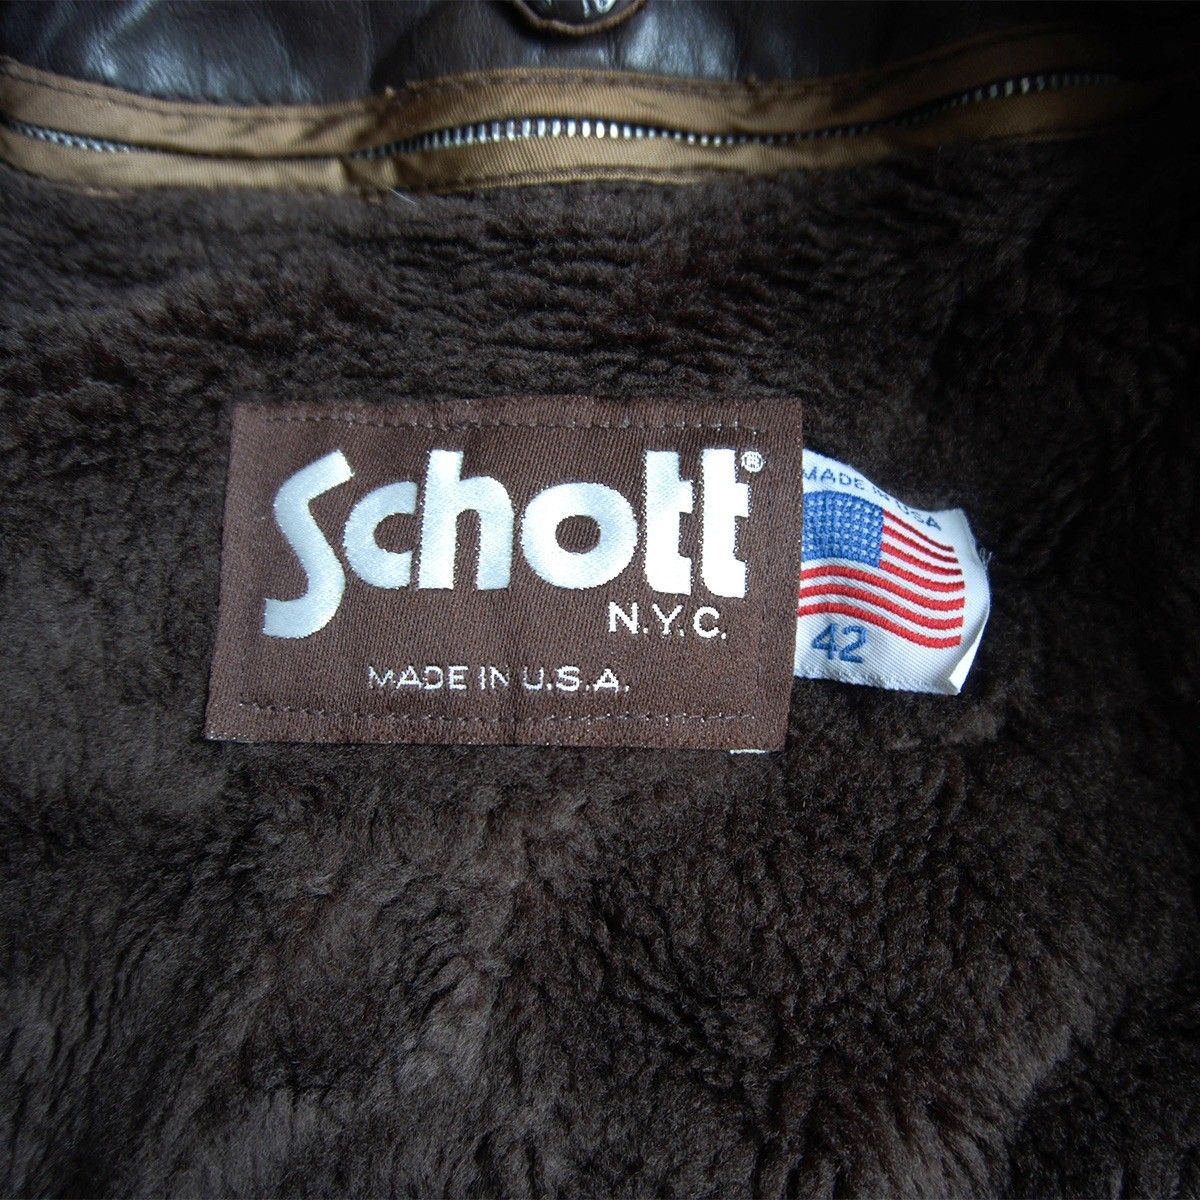 Schott®
N.Y.C.
MADE IN U.S.A.
MADE IN USA
42